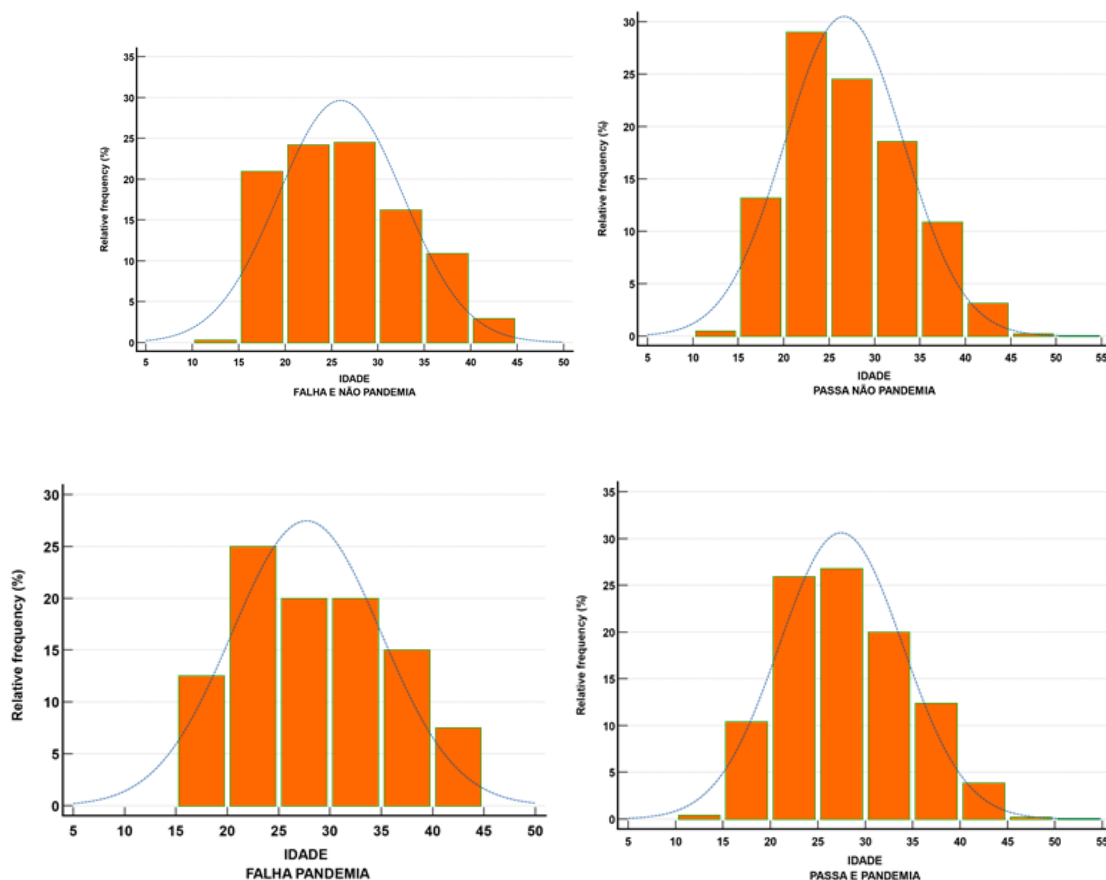 Relative frequency (%)
35
30
25
20
15
10
5
0
5 10 15 20 25 30 35 40 45 50
IDADE
FALHA E NÃO PANDEMIA
Relative frequency (%)
30
25
20
15
10
5
0
5 10 15 20 25 30 35 40 45 50 55
IDADE
PASSA NÃO PANDEMIA
Relative frequency (%)
30
25
20
15
10
5
0
5 10 15 20 25 30 35 40 45 50
IDADE
FALHA PANDEMIA
Relative frequency (%)
35
30
25
20
15
10
5
0
5 10 15 20 25 30 35 40 45 50 55
IDADE
PASSA E PANDEMIA